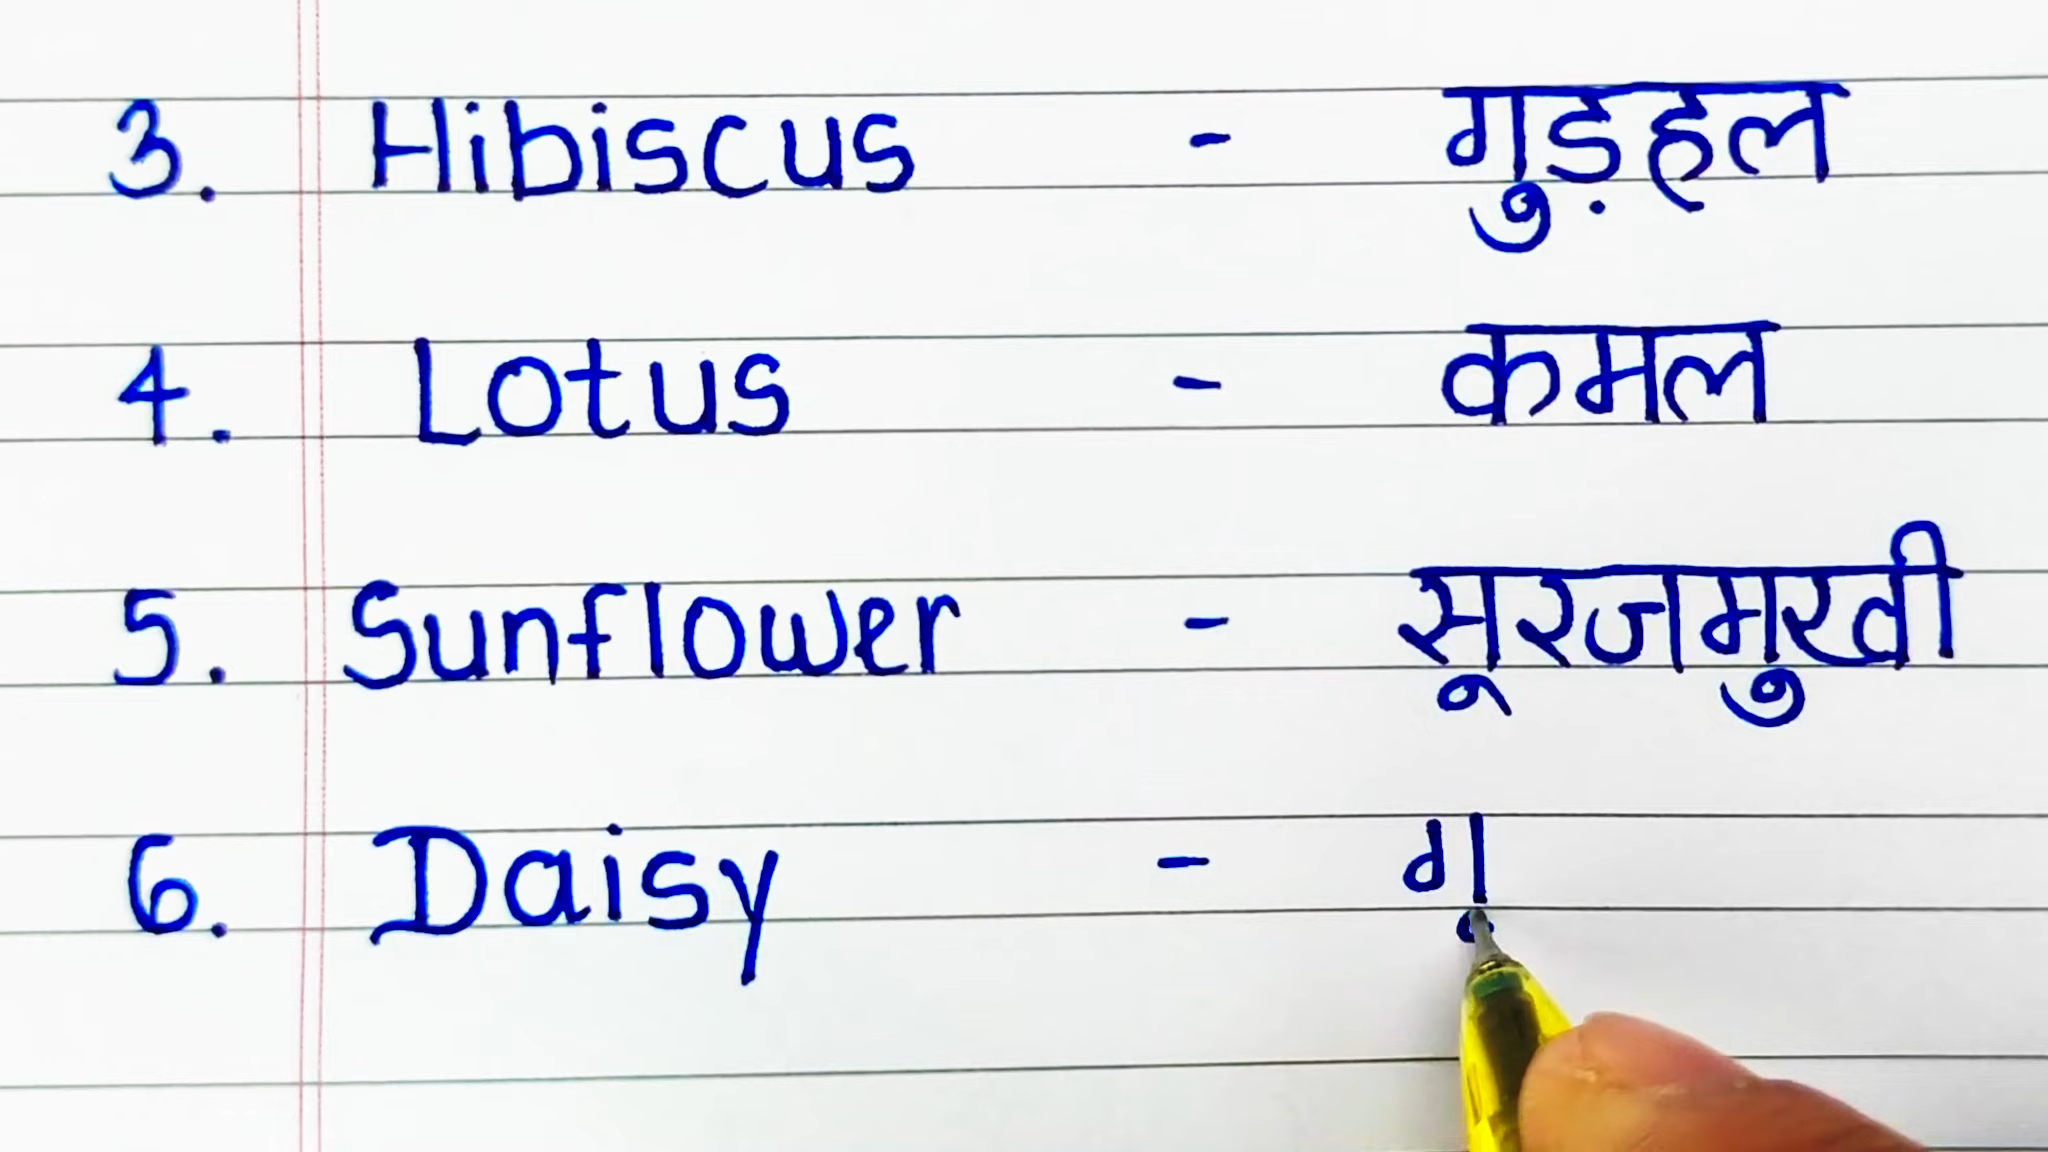 3. Hibiscus - गुड़हल
4. Lotus - कमल
5. Sunflower - सूरजमुखी
6. Daisy -